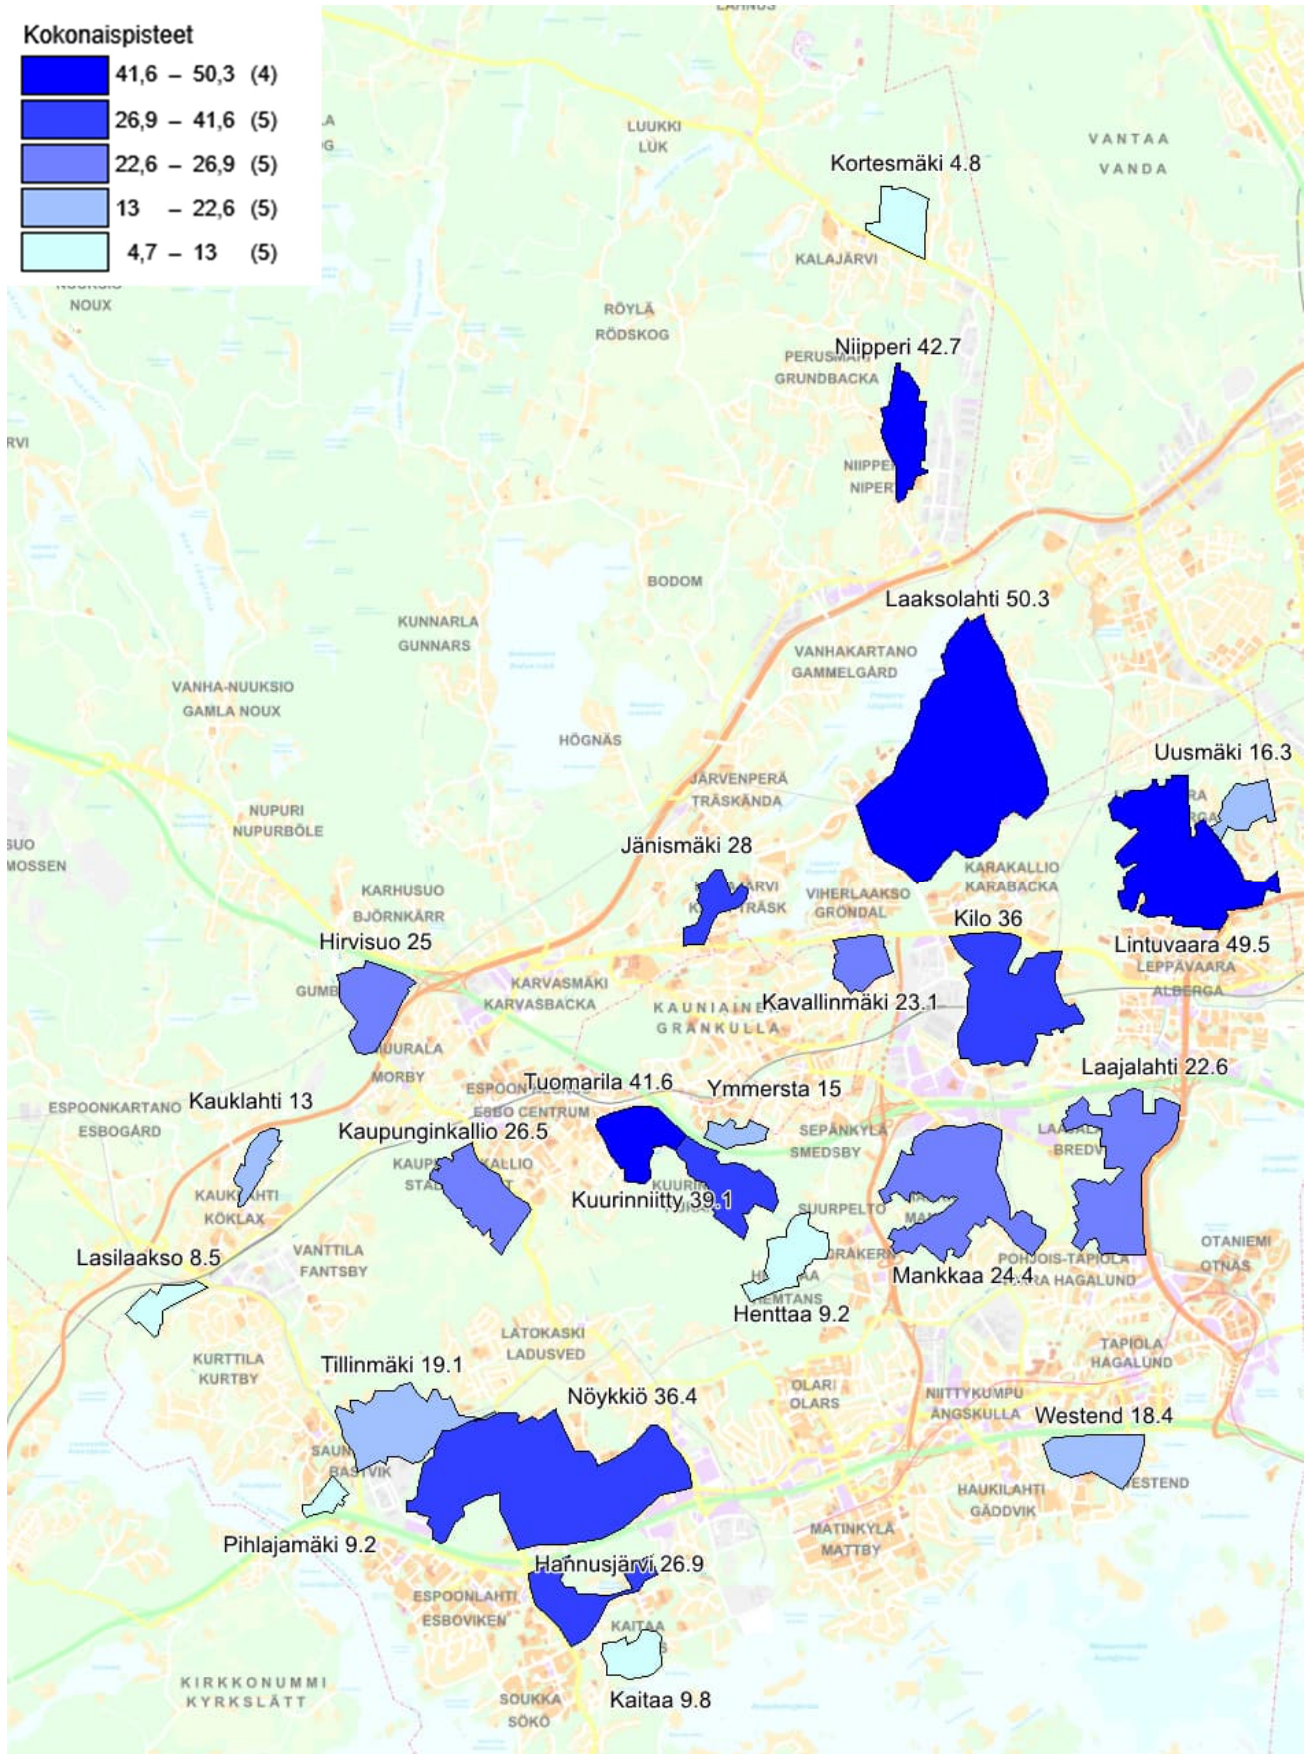 Kokonaispisteet
41,6 – 50,3 (4)
26,9 – 41,6 (5)
22,6 – 26,9 (5)
13 – 22,6 (5)
4,7 – 13 (5)
LUUKKI
LUK
VANTAA
VANDA
Kortesmäki 4.8
KALAJÄRVI
NOUX
RÖYLÄ
RÖDSKOG
Niipperi 42.7
GRUNDBACKA
BODOM
Laaksolahti 50.3
KUNNARLA
GUNNARS
VANHAKARTANO
GAMMELGÅRD
VANHA-NUUKSIO
GAMLA NOUX
HÖGNÄS
Uusmäki 16.3
JÄRVENPERÄ
TRÄSKÄNDA
NUPURI
NUPURBÖLE
MOSSEN
Jänismäki 28
KARAKALLIO
KARABACKA
KARHUSUO
BJÖRNKÄRR
VIHERLAAKSO
GRÖNDAL
Kilo 36
Hirvisuo 25
Lintuvaara 49.5
LEPPÄVAARA
ALBERGA
KARVASMÄKI
KARVASBACKA
Kavallinmäki 23.1
KAUNIAINEN
GRANKULLA
MORBY
Laajalahti 22.6
Tuomarila 41.6
Ymmersta 15
ESBO CENTRUM
Kauklahti 13
ESPOONKARTANO
ESBOGÅRD
Kaupunginkallio 26.5
SEPÄNKYLÄ
SMEDSBY
Kuurinniitty 39.1
SUURPELTO
KÖKLAX
Lasilaakso 8.5
VANTTILA
FANTSBY
Mankkaa 24.4
POHJOIS-TAPIOLA
OTANIEMI
OTNÄS
Henttaa 9.2
LATOKASKI
LADUSVED
TAPIOLA
HAGALUND
KURTTILA
KURTBY
Tillinmäki 19.1
Nöykkiö 36.4
OLARI
OLARS
NIITTYKUMPU
ÄNGSKULLA
Westend 18.4
HAUKILAHTI
GÄDDVIK
Pihlajamäki 9.2
MATINKYLÄ
MATTBY
Hannusjärvi 26.9
ESPOONLAHTI
ESBOVIKEN
KAITAA
KIRKKONUMMI
KYRKSLÄTT
Kaitaa 9.8
SOUKKA
SÖKÖ